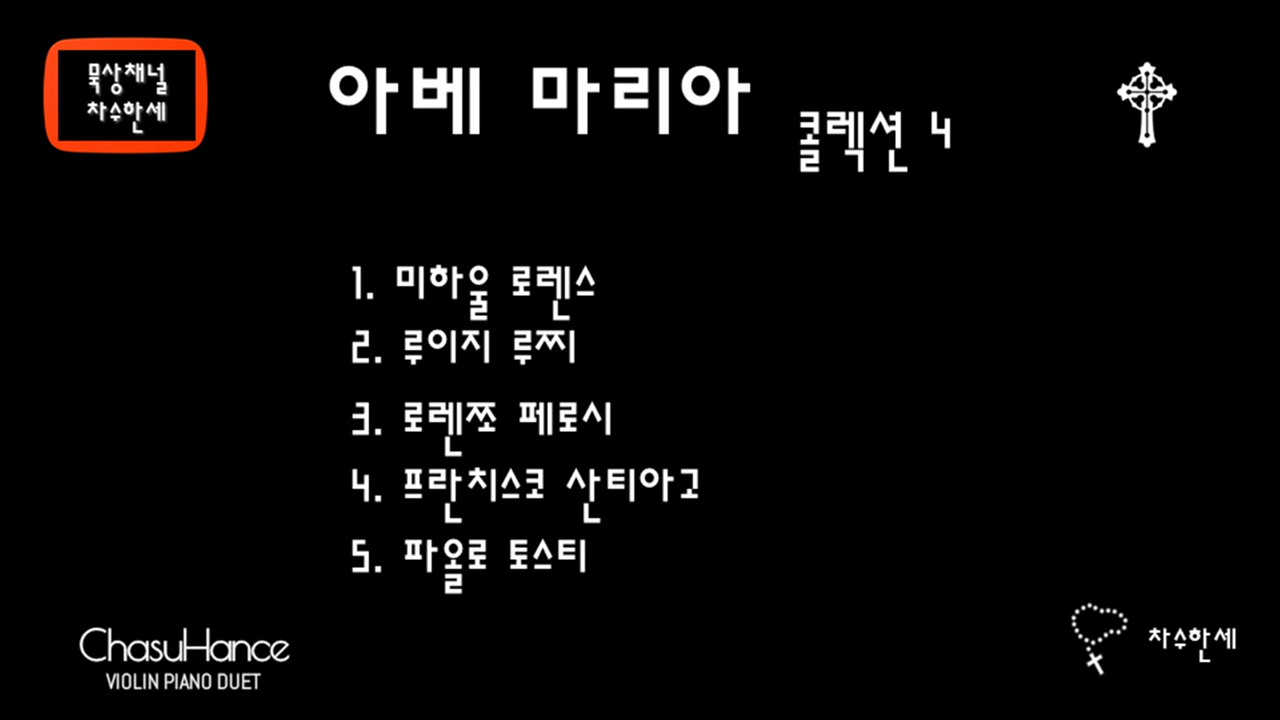 묵상채널
차수한세
아베 마리아
콜렉션 4
1. 미하울 로렌스
2. 루이지 루찌
3. 로렌쪼 페로시
4. 프란치스코 산티아고
5. 파올로 토스티
ChasuHance
VIOLIN PIANO DUET
차수한세